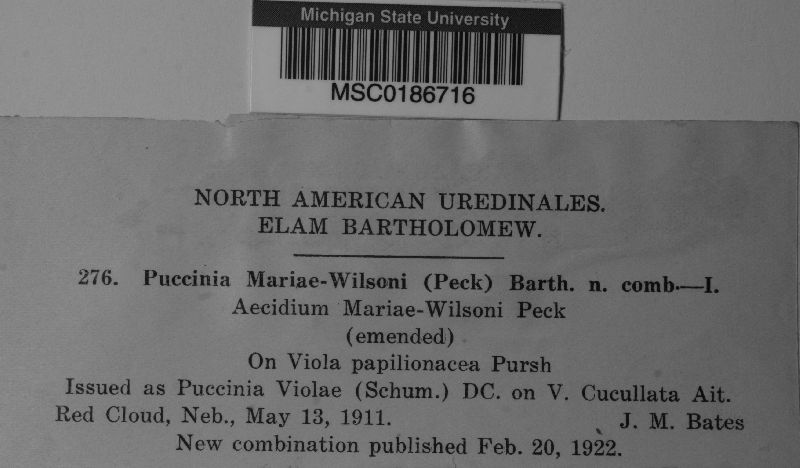 Michigan State University
MSC0186716
NORTH AMERICAN UREDINALES.
ELAM BARTHOLOMEW.
276. Puccinia Mariae-Wilsoni (Peck) Barth. n. comb.—I.
Aecidium Mariae-Wilsoni Peck
(emended)
On Viola papilionacea Pursh
Issued as Puccinia Violae (Schum.) DC. on V. Cucullata Ait.
Red Cloud, Neb., May 13, 1911. J. M. Bates
New combination published Feb. 20, 1922.